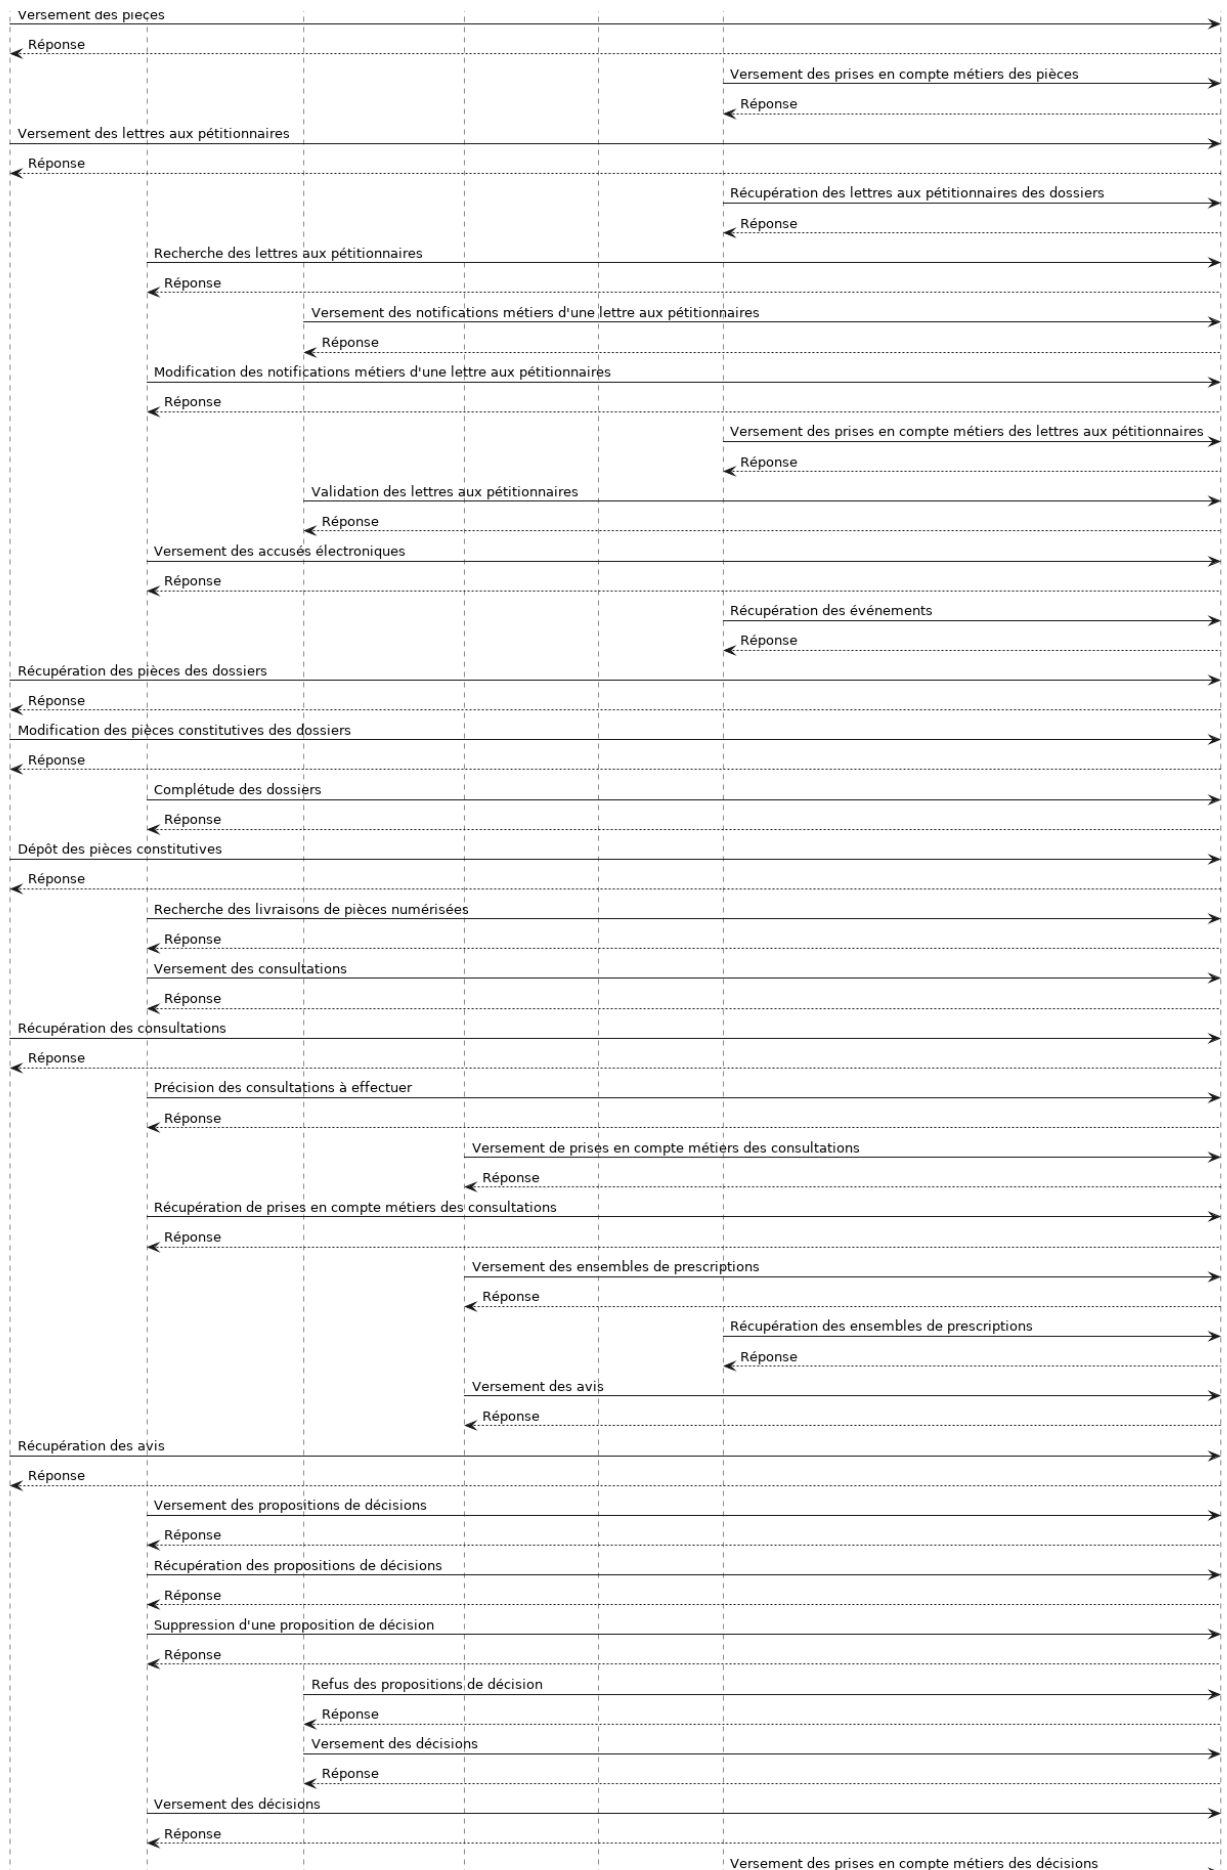 Versement des pièces
Réponse
Versement des prises en compte métiers des pièces
Réponse
Versement des lettres aux pétitionnaires
Réponse
Récupération des lettres aux pétitionnaires des dossiers
Réponse
Recherche des lettres aux pétitionnaires
Réponse
Versement des notifications métiers d'une lettre aux pétitionnaires
Réponse
Modification des notifications métiers d'une lettre aux pétitionnaires
Réponse
Versement des prises en compte métiers des lettres aux pétitionnaires
Réponse
Validation des lettres aux pétitionnaires
Réponse
Versement des accusés électroniques
Réponse
Récupération des événements
Réponse
Récupération des pièces des dossiers
Réponse
Modification des pièces constitutives des dossiers
Réponse
Complétude des dossiers
Réponse
Dépôt des pièces constitutives
Réponse
Recherche des livraisons de pièces numérisées
Réponse
Versement des consultations
Réponse
Récupération des consultations
Réponse
Précision des consultations à effectuer
Réponse
Versement de prises en compte métiers des consultations
Réponse
Récupération de prises en compte métiers des consultations
Réponse
Versement des ensembles de prescriptions
Réponse
Récupération des ensembles de prescriptions
Réponse
Versement des avis
Réponse
Récupération des avis
Réponse
Versement des propositions de décisions
Réponse
Récupération des propositions de décisions
Réponse
Suppression d'une proposition de décision
Réponse
Refus des propositions de décision
Réponse
Versement des décisions
Réponse
Versement des décisions
Réponse
Versement des prises en compte métiers des décisions